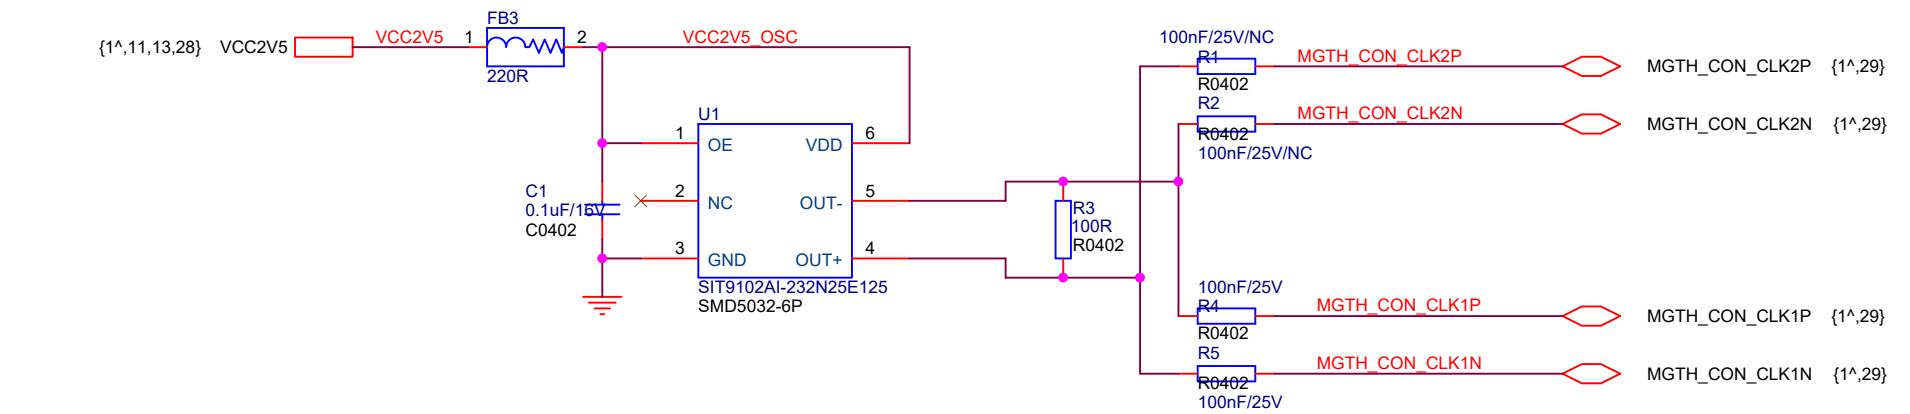 FB3
{1^,11,13,28} VCC2V5 VCC2V5 1 2 VCC2V5_OSC
220R
100nF/25V/NC
R1 MGTH_CON_CLK2P MGTH_CON_CLK2P {1^,29}
R0402
R2 MGTH_CON_CLK2N MGTH_CON_CLK2N {1^,29}
R0402
100nF/25V/NC
U1
1 OE VDD 6
C1
0.1uF/16V
C0402
2 NC OUT- 5
3 GND OUT+ 4
SIT9102AI-232N25E125
SMD5032-6P
R3
100R
R0402
100nF/25V
R4 MGTH_CON_CLK1P MGTH_CON_CLK1P {1^,29}
R0402
R5 MGTH_CON_CLK1N MGTH_CON_CLK1N {1^,29}
R0402
100nF/25V